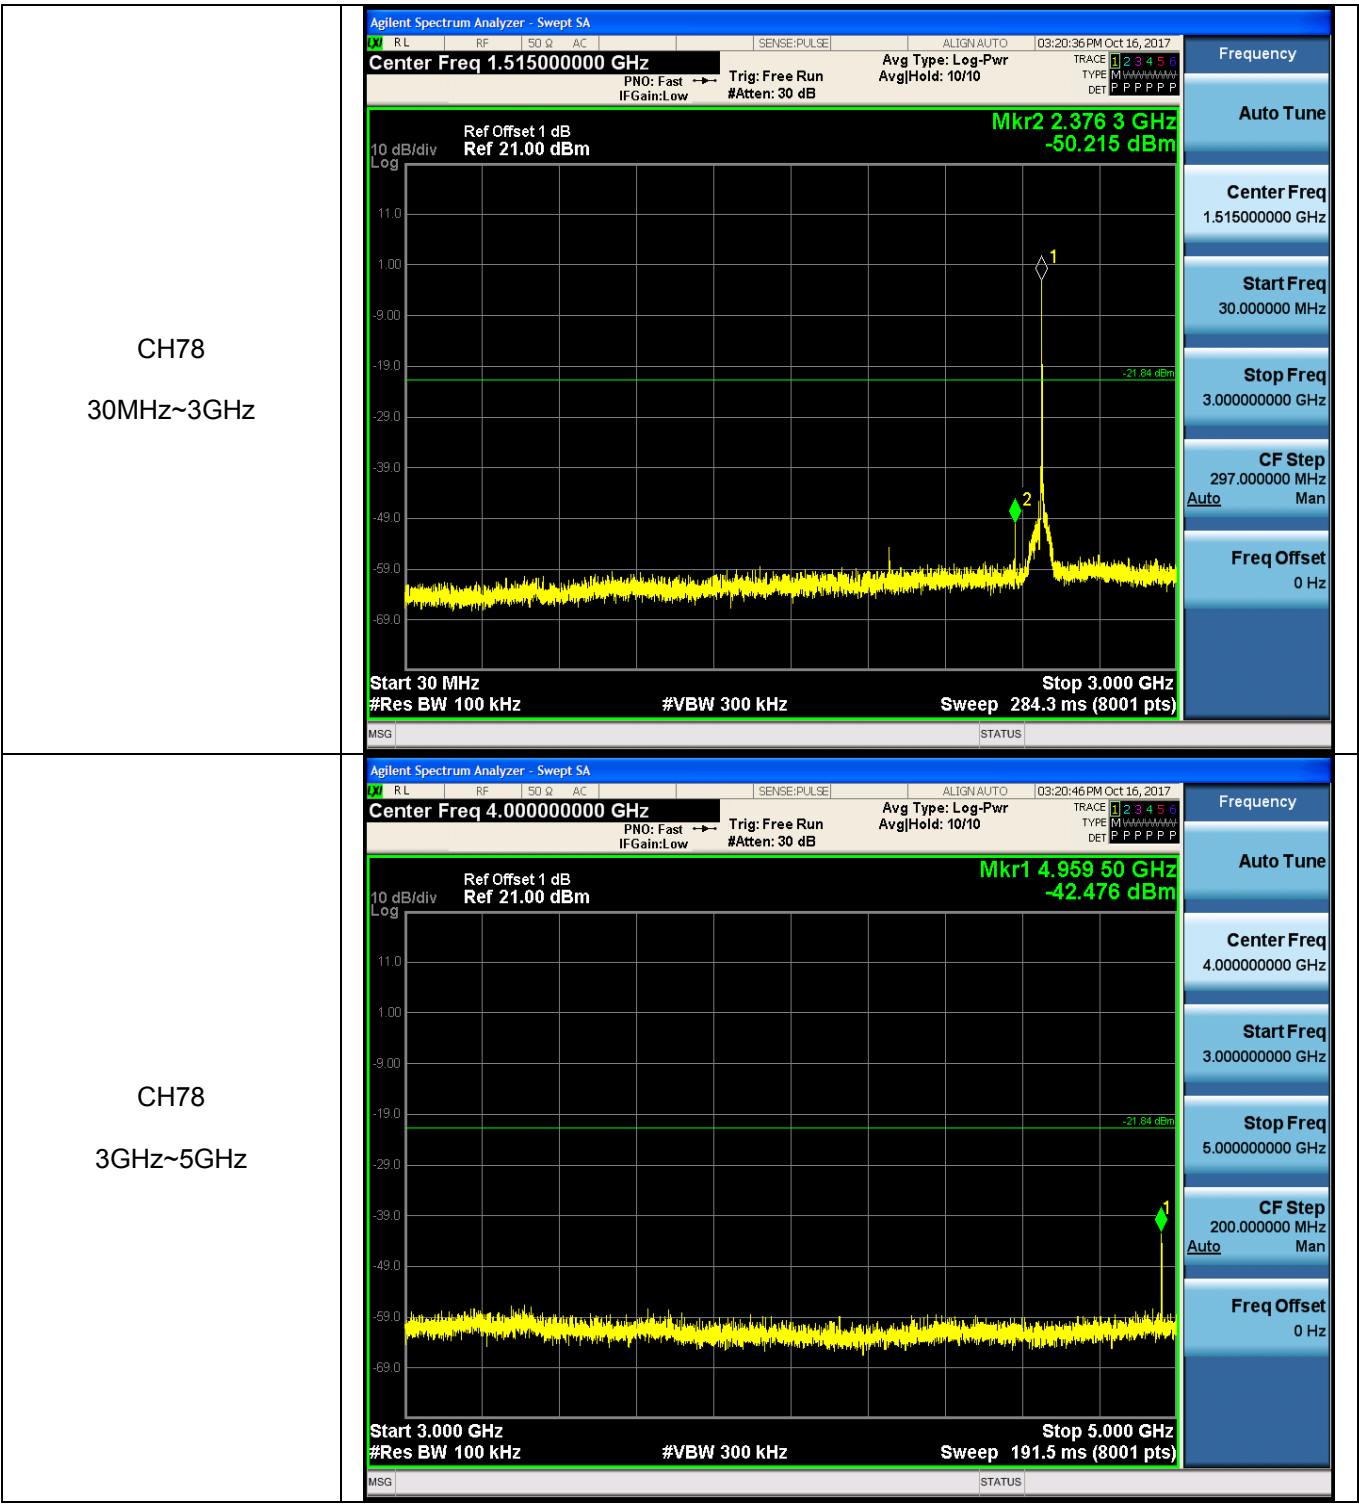 CH78
30MHz~3GHz
Agilent Spectrum Analyzer - Swept SA
LXI RL RF 50 Ω AC SENSE:PULSE ALIGN AUTO 03:20:36 PM Oct 16, 2017
Center Freq 1.515000000 GHz
PNO: Fast
IFGain:Low
Trig: Free Run
#Atten: 30 dB
Avg Type: Log-Pwr
Avg|Hold: 10/10
TRACE 1 2 3 4 5 6
TYPE M
DET P P P P P P
Mkr2 2.376 3 GHz
-50.215 dBm
Ref Offset 1 dB
10 dB/div Ref 21.00 dBm
Log
11.0
1.00
-9.00
-19.0
-29.0
-39.0
-49.0
-59.0
-69.0
1
-21.84 dBm
2
Start 30 MHz Stop 3.000 GHz
#Res BW 100 kHz #VBW 300 kHz Sweep 284.3 ms (8001 pts)
MSG STATUS
Frequency
Auto Tune
Center Freq
1.515000000 GHz
Start Freq
30.000000 MHz
Stop Freq
3.000000000 GHz
CF Step
297.000000 MHz
Auto Man
Freq Offset
0 Hz
CH78
3GHz~5GHz
Agilent Spectrum Analyzer - Swept SA
LXI RL RF 50 Ω AC SENSE:PULSE ALIGN AUTO 03:20:46 PM Oct 16, 2017
Center Freq 4.000000000 GHz
PNO: Fast
IFGain:Low
Trig: Free Run
#Atten: 30 dB
Avg Type: Log-Pwr
Avg|Hold: 10/10
TRACE 1 2 3 4 5 6
TYPE M
DET P P P P P P
Mkr1 4.959 50 GHz
-42.476 dBm
Ref Offset 1 dB
10 dB/div Ref 21.00 dBm
Log
11.0
1.00
-9.00
-19.0
-29.0
-39.0
-49.0
-59.0
-69.0
-21.84 dBm
1
Start 3.000 GHz Stop 5.000 GHz
#Res BW 100 kHz #VBW 300 kHz Sweep 191.5 ms (8001 pts)
MSG STATUS
Frequency
Auto Tune
Center Freq
4.000000000 GHz
Start Freq
3.000000000 GHz
Stop Freq
5.000000000 GHz
CF Step
200.000000 MHz
Auto Man
Freq Offset
0 Hz